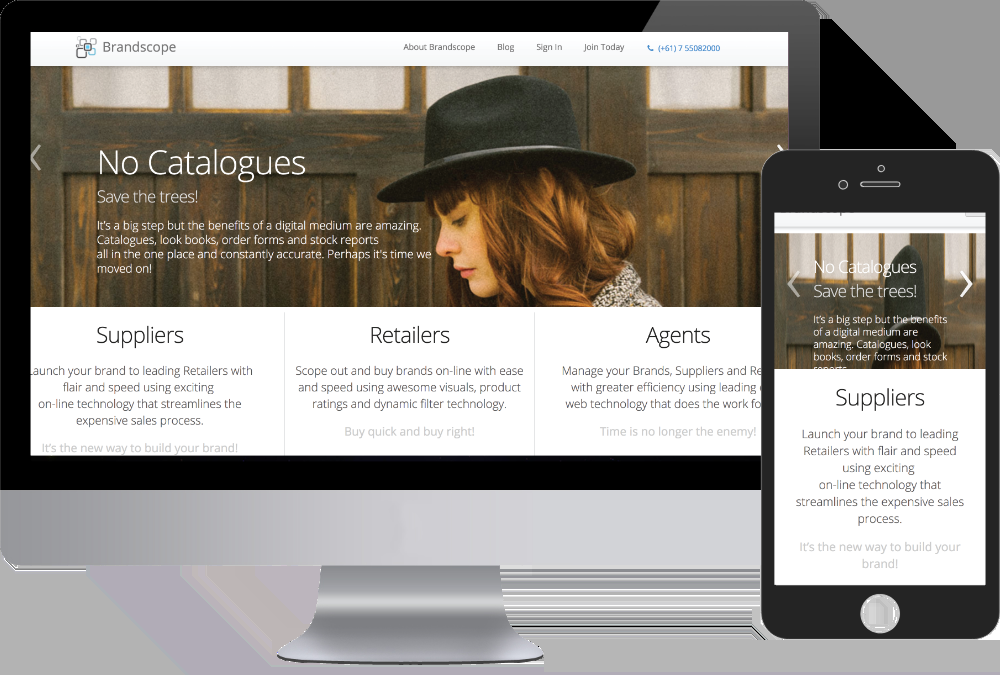 Brandscope
About Brandscope
Blog
Sign In
Join Today
(+61) 7 55082000
No Catalogues
Save the trees!
It's a big step but the benefits of a digital medium are amazing.
Catalogues, look books, order forms and stock reports
all in the one place and constantly accurate. Perhaps it's time we
moved on!
Suppliers
Launch your brand to leading Retailers with
flair and speed using exciting
on-line technology that streamlines the
expensive sales process.
It's the new way to build your brand!
Retailers
Scope out and buy brands on-line with ease
and speed using awesome visuals, product
ratings and dynamic filter technology.
Buy quick and buy right!
Agents
Manage your Brands, Suppliers and Re
with greater efficiency using leading
web technology that does the work fo
Time is no longer the enemy!
No Catalogues
Save the trees!
It's a big step but the benefits
of a digital medium are
amazing. Catalogues, look
books, order forms and stock
reports
Suppliers
Launch your brand to leading
Retailers with flair and speed
using exciting
on-line technology that
streamlines the expensive sales
process.
It's the new way to build your
brand!